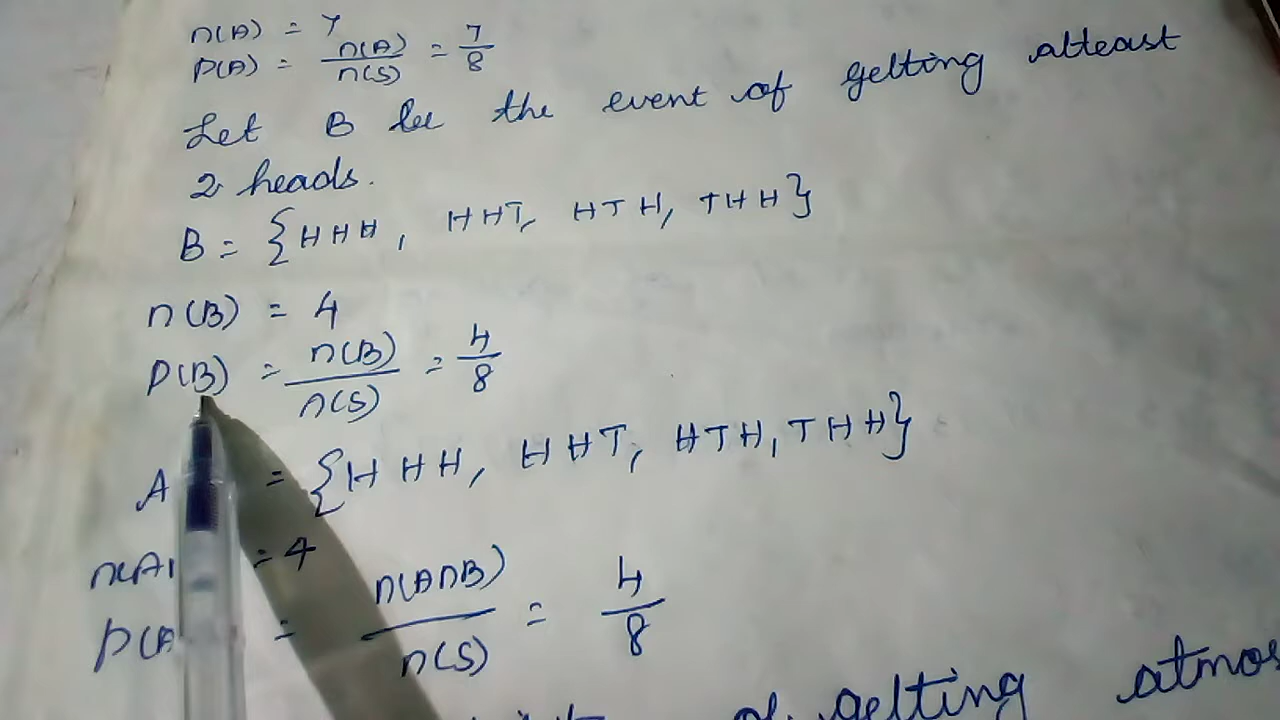 n(A) = 7
P(A) = n(A)/n(S) = 7/8
Let B be the event of getting atleast
2 heads.
B = {HHH, HHT, HTH, THH}
n(B) = 4
P(B) = n(B)/n(S) = 4/8
A = {HHH, HHT, HTH, THH}
n(A = 4
P(A = n(A∩B)/n(S) = 4/8
of getting